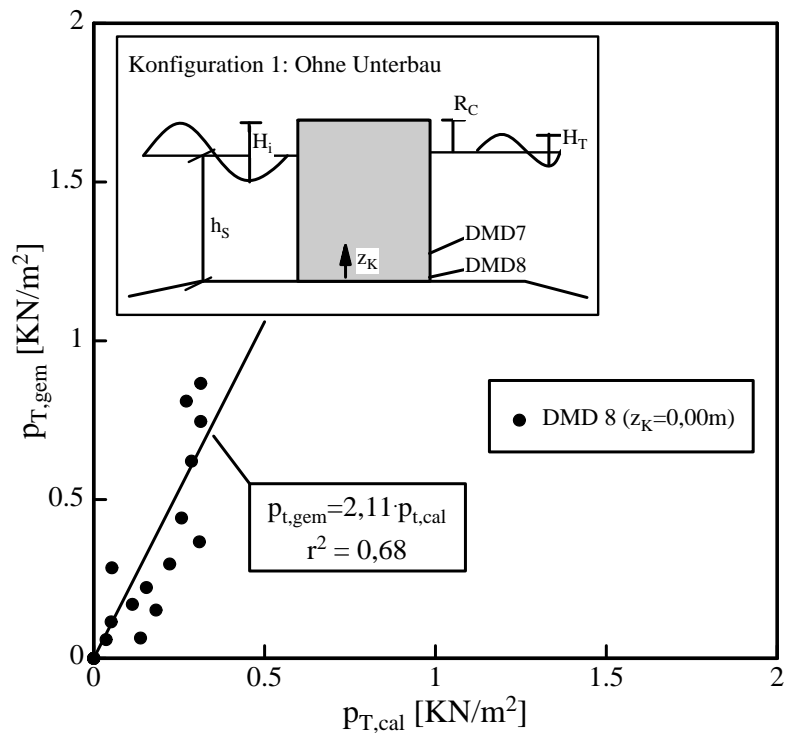 2
1.5
1
0.5
0
p_T,gem [KN/m²]
Konfiguration 1: Ohne Unterbau
H_i
R_C
H_T
h_S
z_K
DMD7
DMD8
DMD 8 (z_K=0,00m)
p_t,gem=2,11·p_t,cal
r² = 0,68
0
0.5
1
1.5
2
p_T,cal [KN/m²]